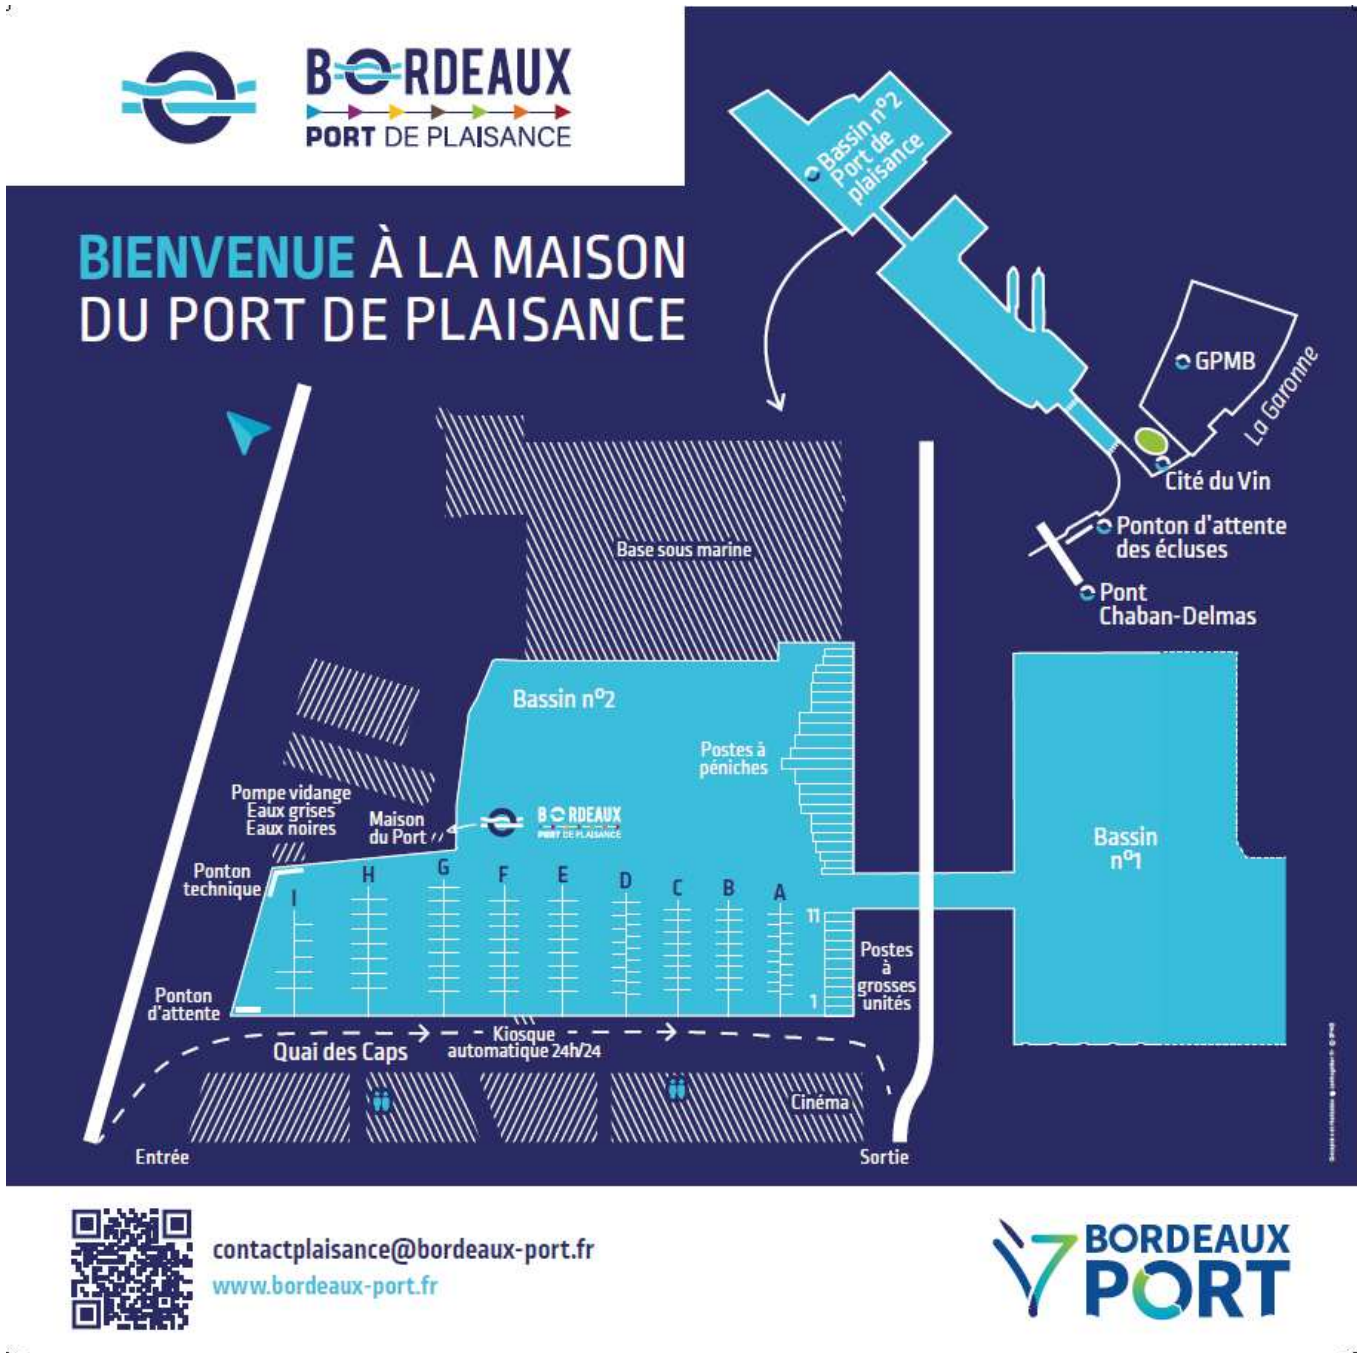 BORDEAUX
PORT DE PLAISANCE
BIENVENUE À LA MAISON
DU PORT DE PLAISANCE
Bassin nº2
Port de
plaisance
GPMB
La Garonne
Cité du Vin
Ponton d'attente
des écluses
Pont
Chaban-Delmas
Base sous marine
Bassin nº2
Postes à
péniches
Pompe vidange
Eaux grises
Eaux noires
Maison
du Port
BORDEAUX
PORT DE PLAISANCE
Bassin
nº1
Ponton
technique
I
H
G
F
E
D
C
B
A
11
1
Postes
à
grosses
unités
Ponton
d'attente
Quai des Caps
Kiosque
automatique 24h/24
Cinéma
Entrée
Sortie
contactplaisance@bordeaux-port.fr
www.bordeaux-port.fr
BORDEAUX
PORT